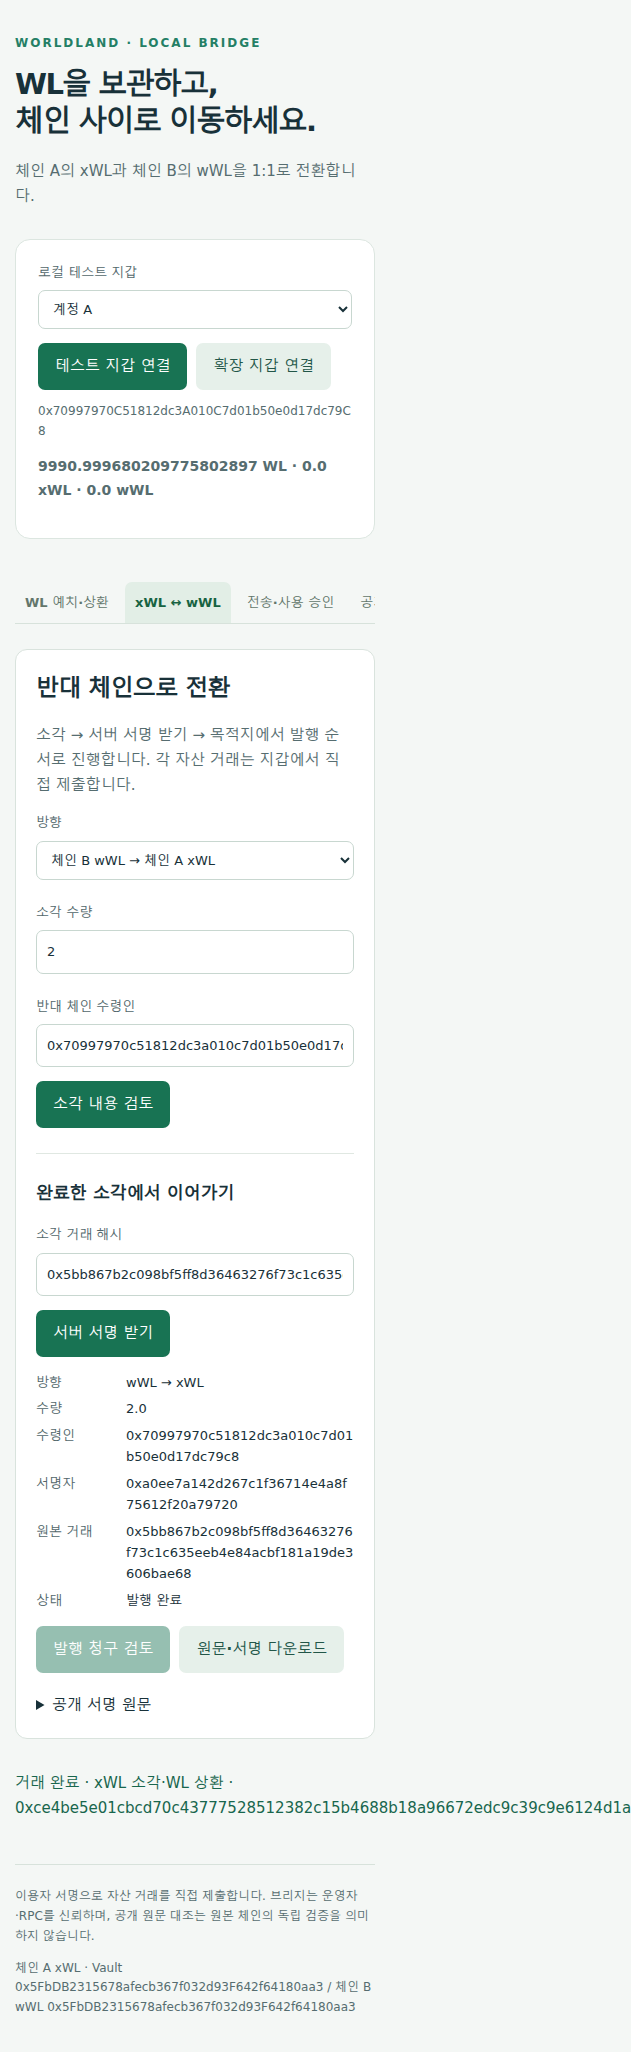 WORLDLAND · LOCAL BRIDGE
WL을 보관하고,
체인 사이로 이동하세요.
체인 A의 xWL과 체인 B의 wWL을 1:1로 전환합니
다.
로컬 테스트 지갑
계정 A
테스트 지갑 연결
확장 지갑 연결
0x70997970C51812dc3A010C7d01b50e0d17dc79C
8
9990.999680209775802897 WL · 0.0
xWL · 0.0 wWL
WL 예치·상환
xWL ↔ wWL
전송·사용 승인
공
반대 체인으로 전환
소각 → 서버 서명 받기 → 목적지에서 발행 순
서로 진행합니다. 각 자산 거래는 지갑에서 직
접 제출합니다.
방향
체인 B wWL → 체인 A xWL
소각 수량
2
반대 체인 수령인
0x70997970c51812dc3a010c7d01b50e0d17c
소각 내용 검토
완료한 소각에서 이어가기
소각 거래 해시
0x5bb867b2c098bf5ff8d36463276f73c1c635
서버 서명 받기
방향 wWL → xWL
수량 2.0
수령인 0x70997970c51812dc3a010c7d01
b50e0d17dc79c8
서명자 0xa0ee7a142d267c1f36714e4a8f
75612f20a79720
원본 거래 0x5bb867b2c098bf5ff8d36463276
f73c1c635eeb4e84acbf181a19de3
606bae68
상태 발행 완료
발행 청구 검토
원문·서명 다운로드
▶ 공개 서명 원문
거래 완료 · xWL 소각·WL 상환 ·
0xce4be5e01cbcd70c43777528512382c15b4688b18a96672edc9c39c9e6124d1a
이용자 서명으로 자산 거래를 직접 제출합니다. 브리지는 운영자
·RPC를 신뢰하며, 공개 원문 대조는 원본 체인의 독립 검증을 의미
하지 않습니다.
체인 A xWL · Vault
0x5FbDB2315678afecb367f032d93F642f64180aa3 / 체인 B
wWL 0x5FbDB2315678afecb367f032d93F642f64180aa3